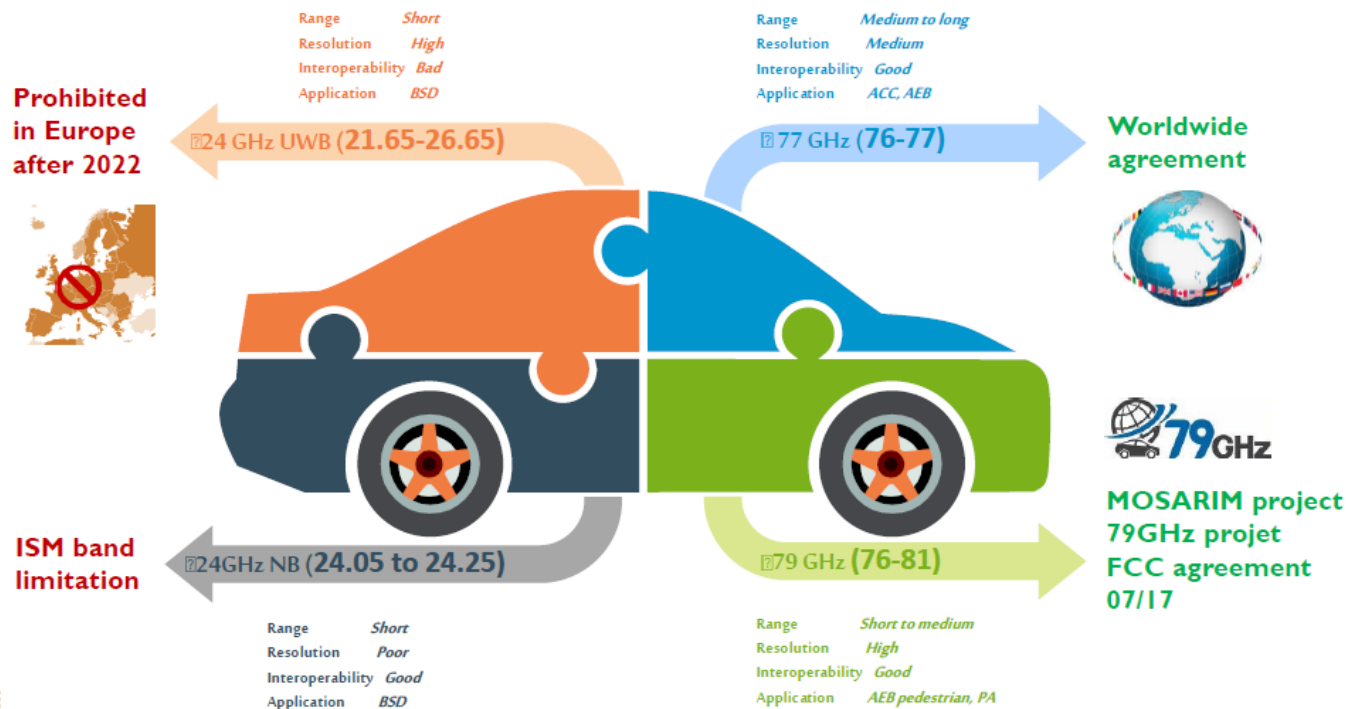 Range Short
Resolution High
Interoperability Bad
Application BSD
Range Medium to long
Resolution Medium
Interoperability Good
Application ACC, AEB
Prohibited
in Europe
after 2022
24 GHz UWB (21.65-26.65)
77 GHz (76-77)
Worldwide
agreement
79GHz
ISM band
limitation
24GHz NB (24.05 to 24.25)
79 GHz (76-81)
MOSARIM project
79GHz projet
FCC agreement
07/17
Range Short
Resolution Poor
Interoperability Good
Application BSD
Range Short to medium
Resolution High
Interoperability Good
Application AEB pedestrian, PA